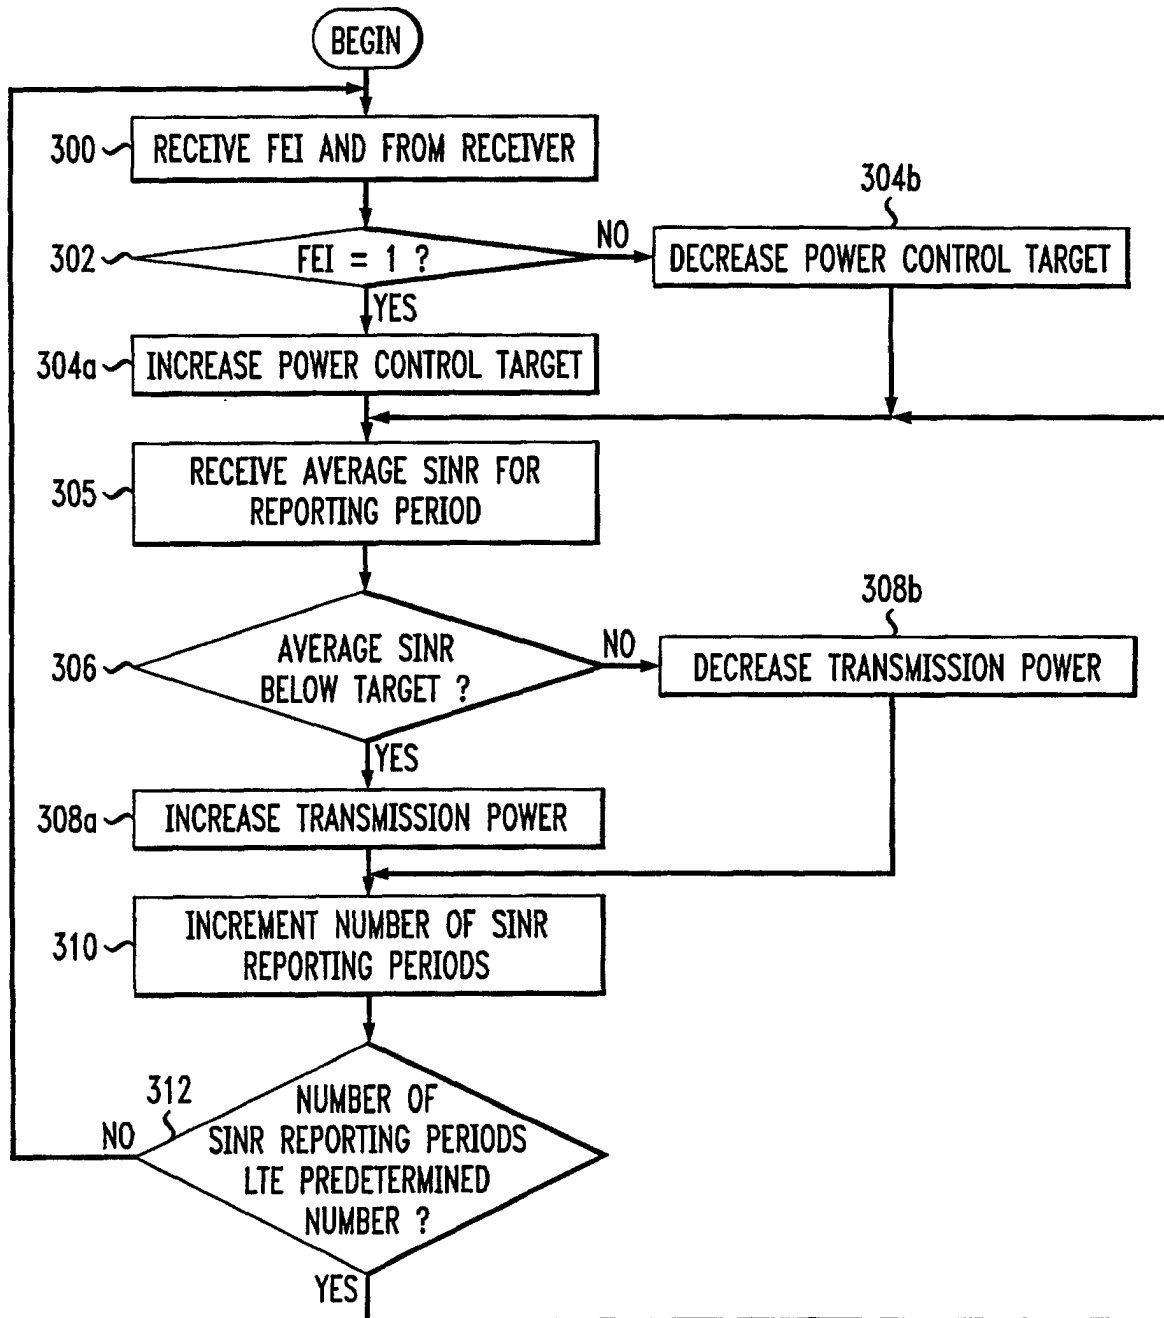 BEGIN
300
RECEIVE FEI AND FROM RECEIVER
304b
302
FEI = 1 ?
NO
DECREASE POWER CONTROL TARGET
YES
304a
INCREASE POWER CONTROL TARGET
305
RECEIVE AVERAGE SINR FOR
REPORTING PERIOD
308b
306
AVERAGE SINR
BELOW TARGET ?
NO
DECREASE TRANSMISSION POWER
YES
308a
INCREASE TRANSMISSION POWER
310
INCREMENT NUMBER OF SINR
REPORTING PERIODS
312
NO
NUMBER OF
SINR REPORTING PERIODS
LTE PREDETERMINED
NUMBER ?
YES